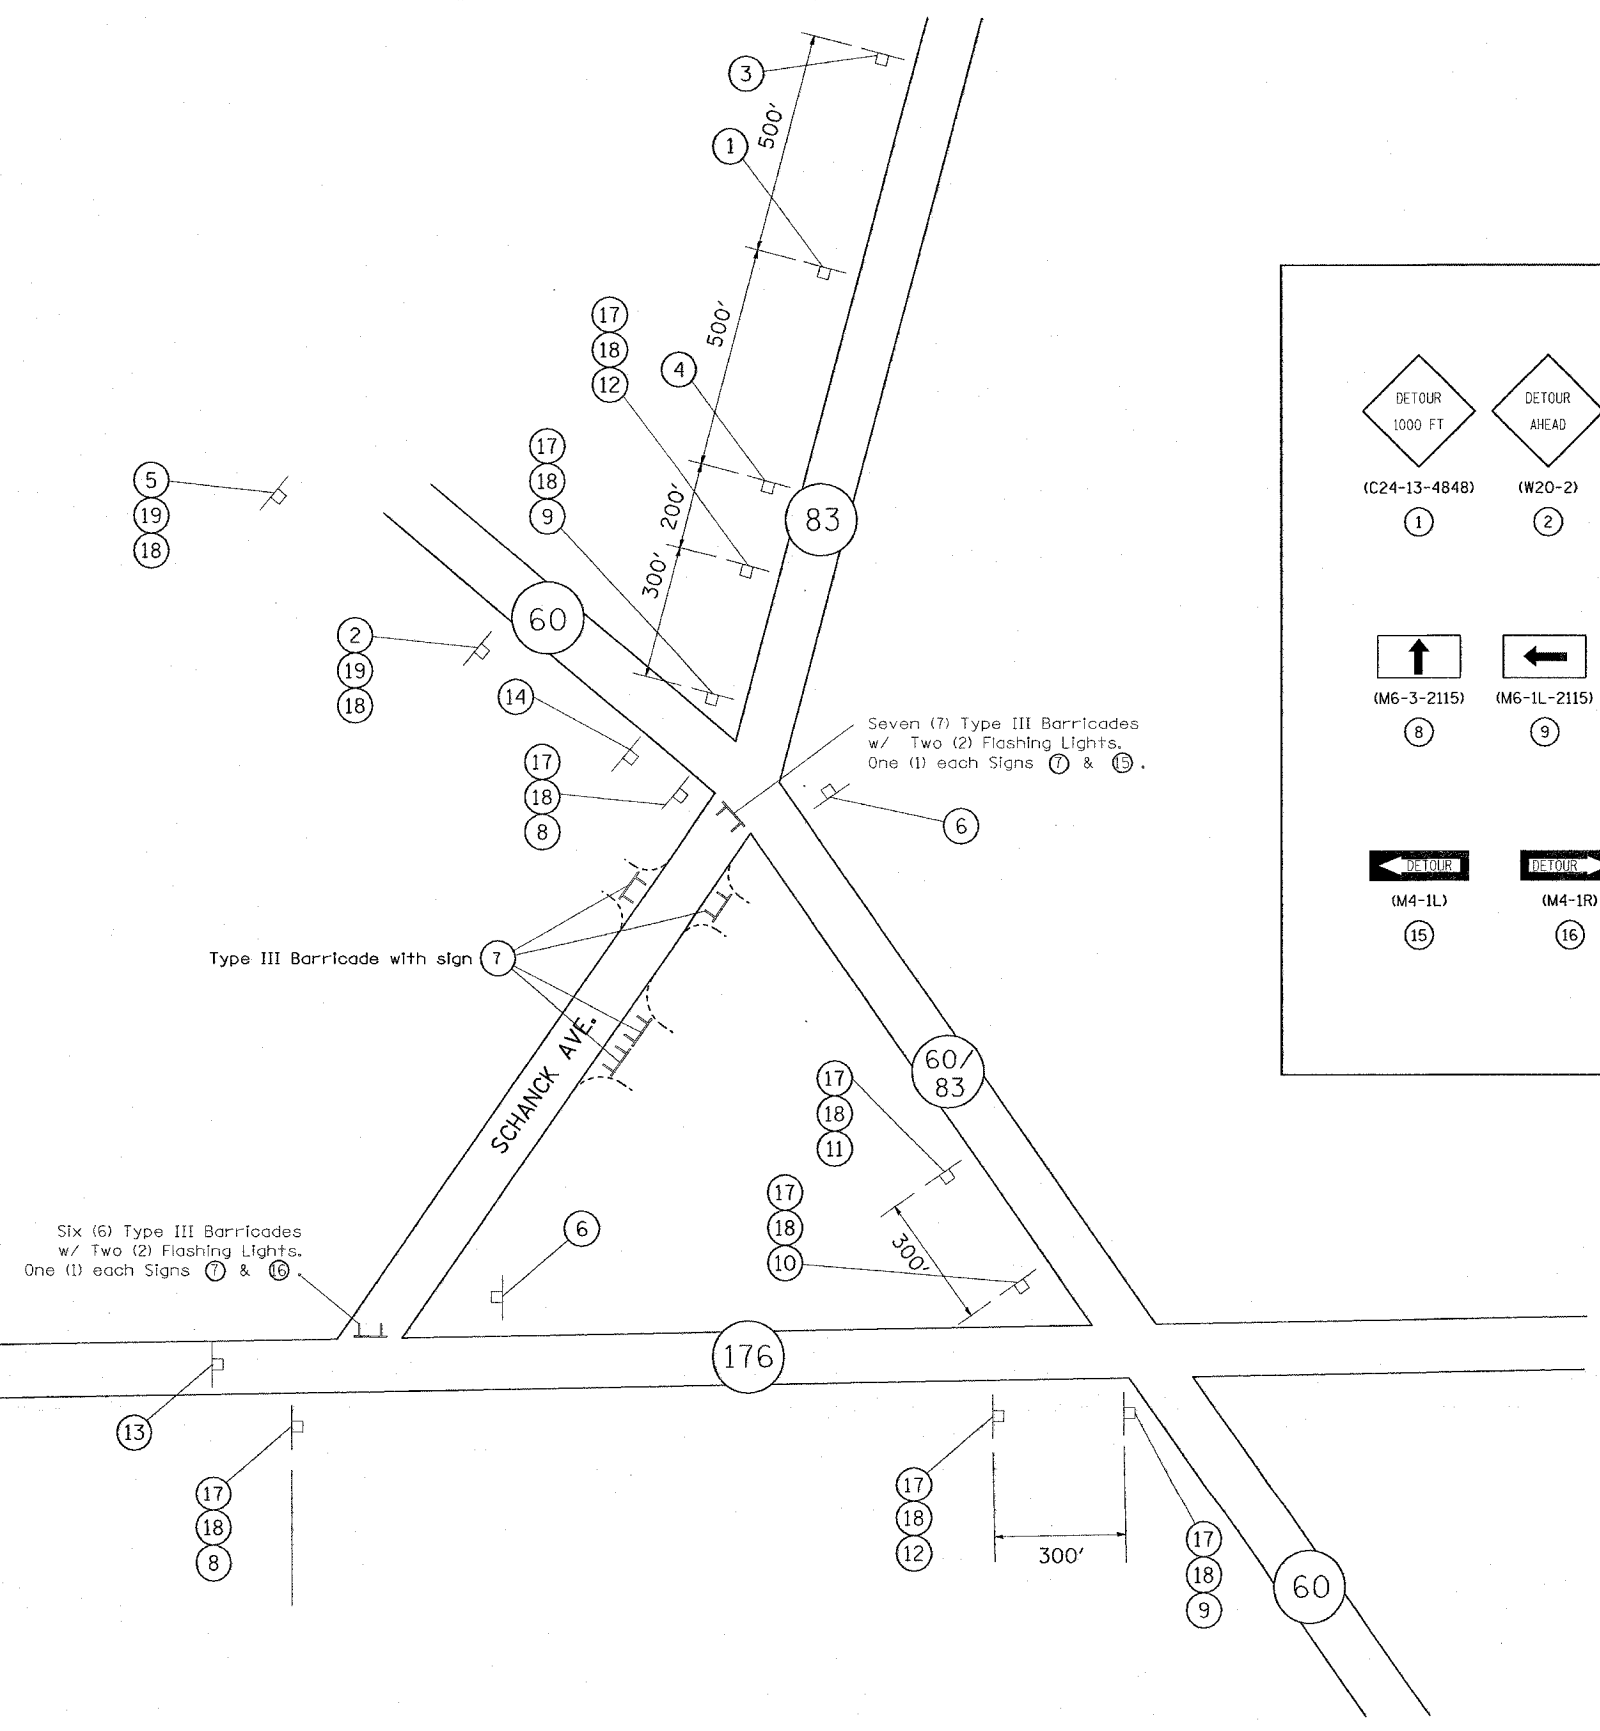 3
500'
1
500'
17
18
12
4
17
18
9
200'
300'
83
5
19
18
60
2
19
18
14
17
18
8
Seven (7) Type III Barricades
w/ Two (2) Flashing Lights.
One (1) each Signs 7 & 15.
6
Type III Barricade with sign 7
SCHANCK AVE.
60/
83
17
18
11
17
18
10
300'
6
Six (6) Type III Barricades
w/ Two (2) Flashing Lights.
One (1) each Signs 7 & 16.
176
13
17
18
8
17
18
12
300'
17
18
9
60
DETOUR
1000 FT
(C24-13-4848)
1
DETOUR
AHEAD
(W20-2)
2
(M6-3-2115)
8
(M6-1L-2115)
9
DETOUR
(M4-1L)
15
DETOUR
(M4-1R)
16